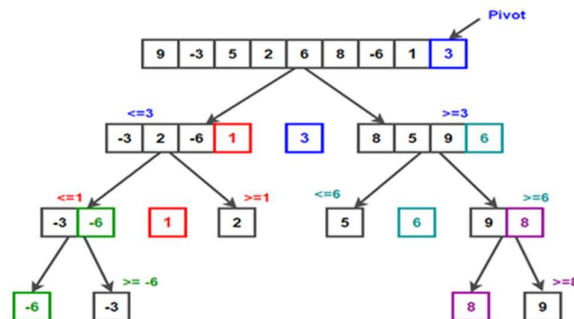 Pivot
9 -3 5 2 6 8 -6 1 3
<=3 >=3
-3 2 -6 1 3 8 5 9 6
<=1 >=1 <=6 >=6
-3 -6 1 2 5 6 9 8
>= -6 >=8
-6 -3 8 9